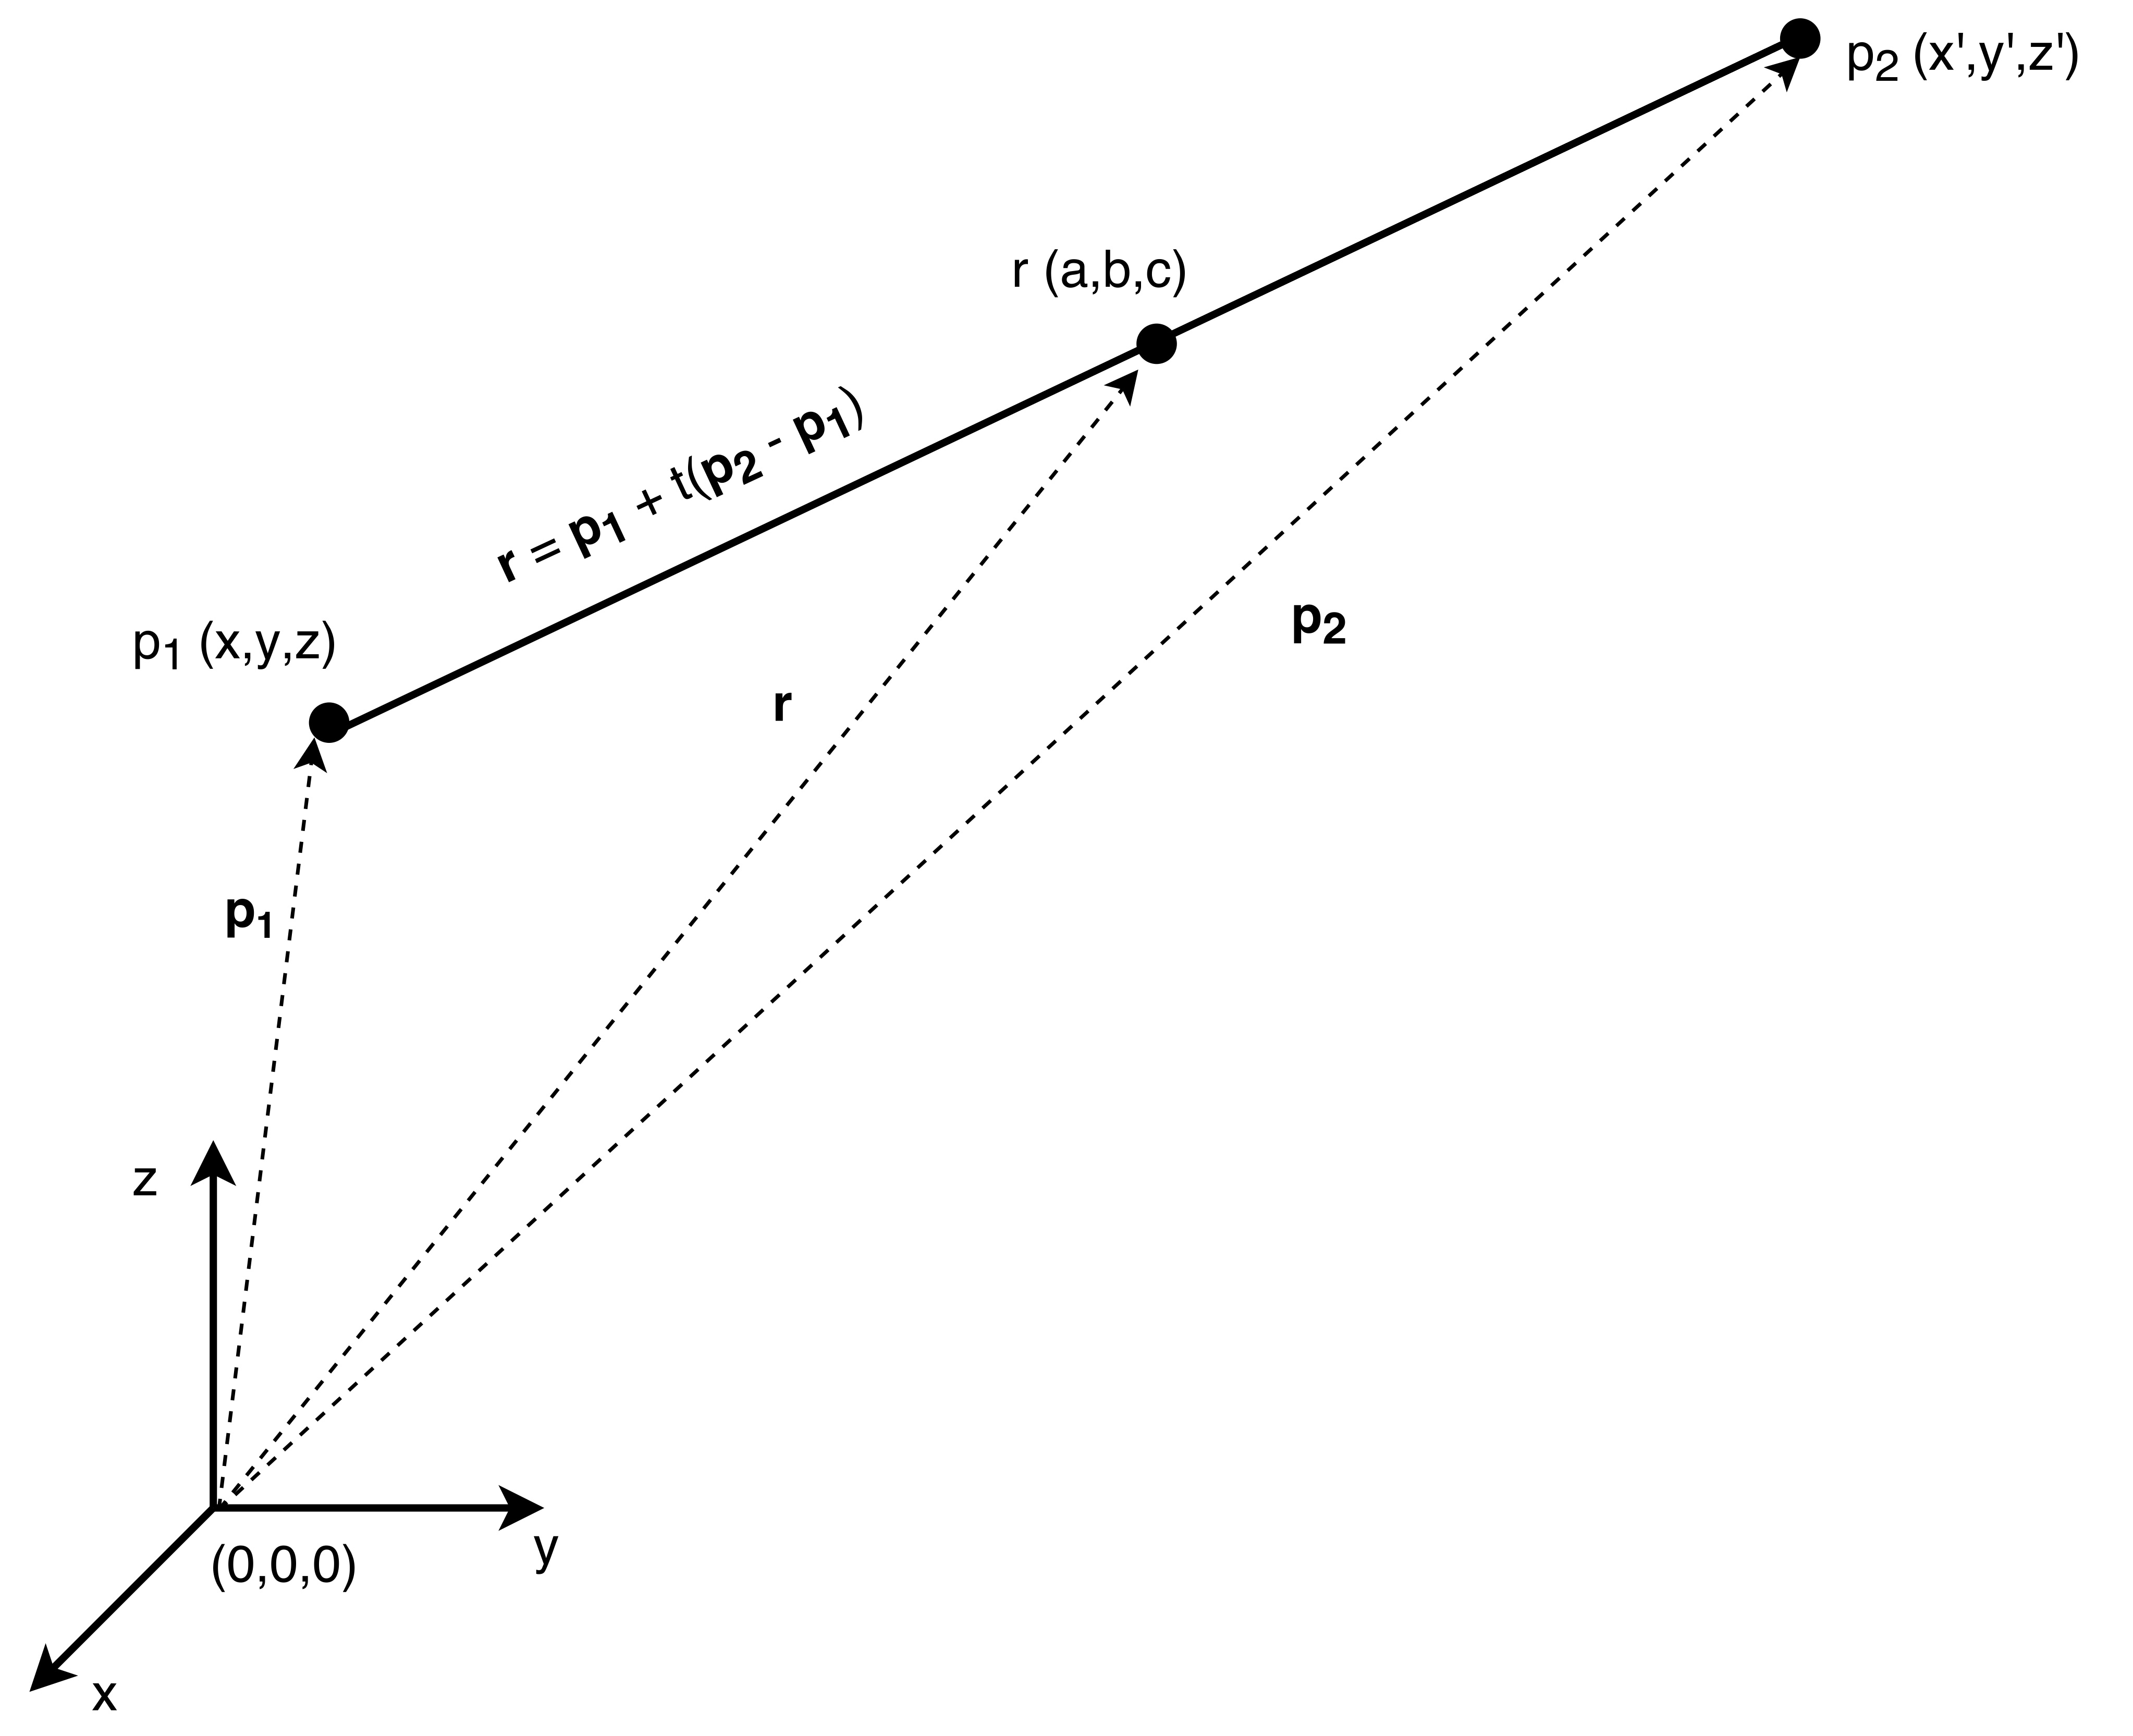 p₂ (x',y',z')
r (a,b,c)
r = p₁ + t(p₂ - p₁)
p₂
p₁ (x,y,z)
r
p₁
z
y
(0,0,0)
x